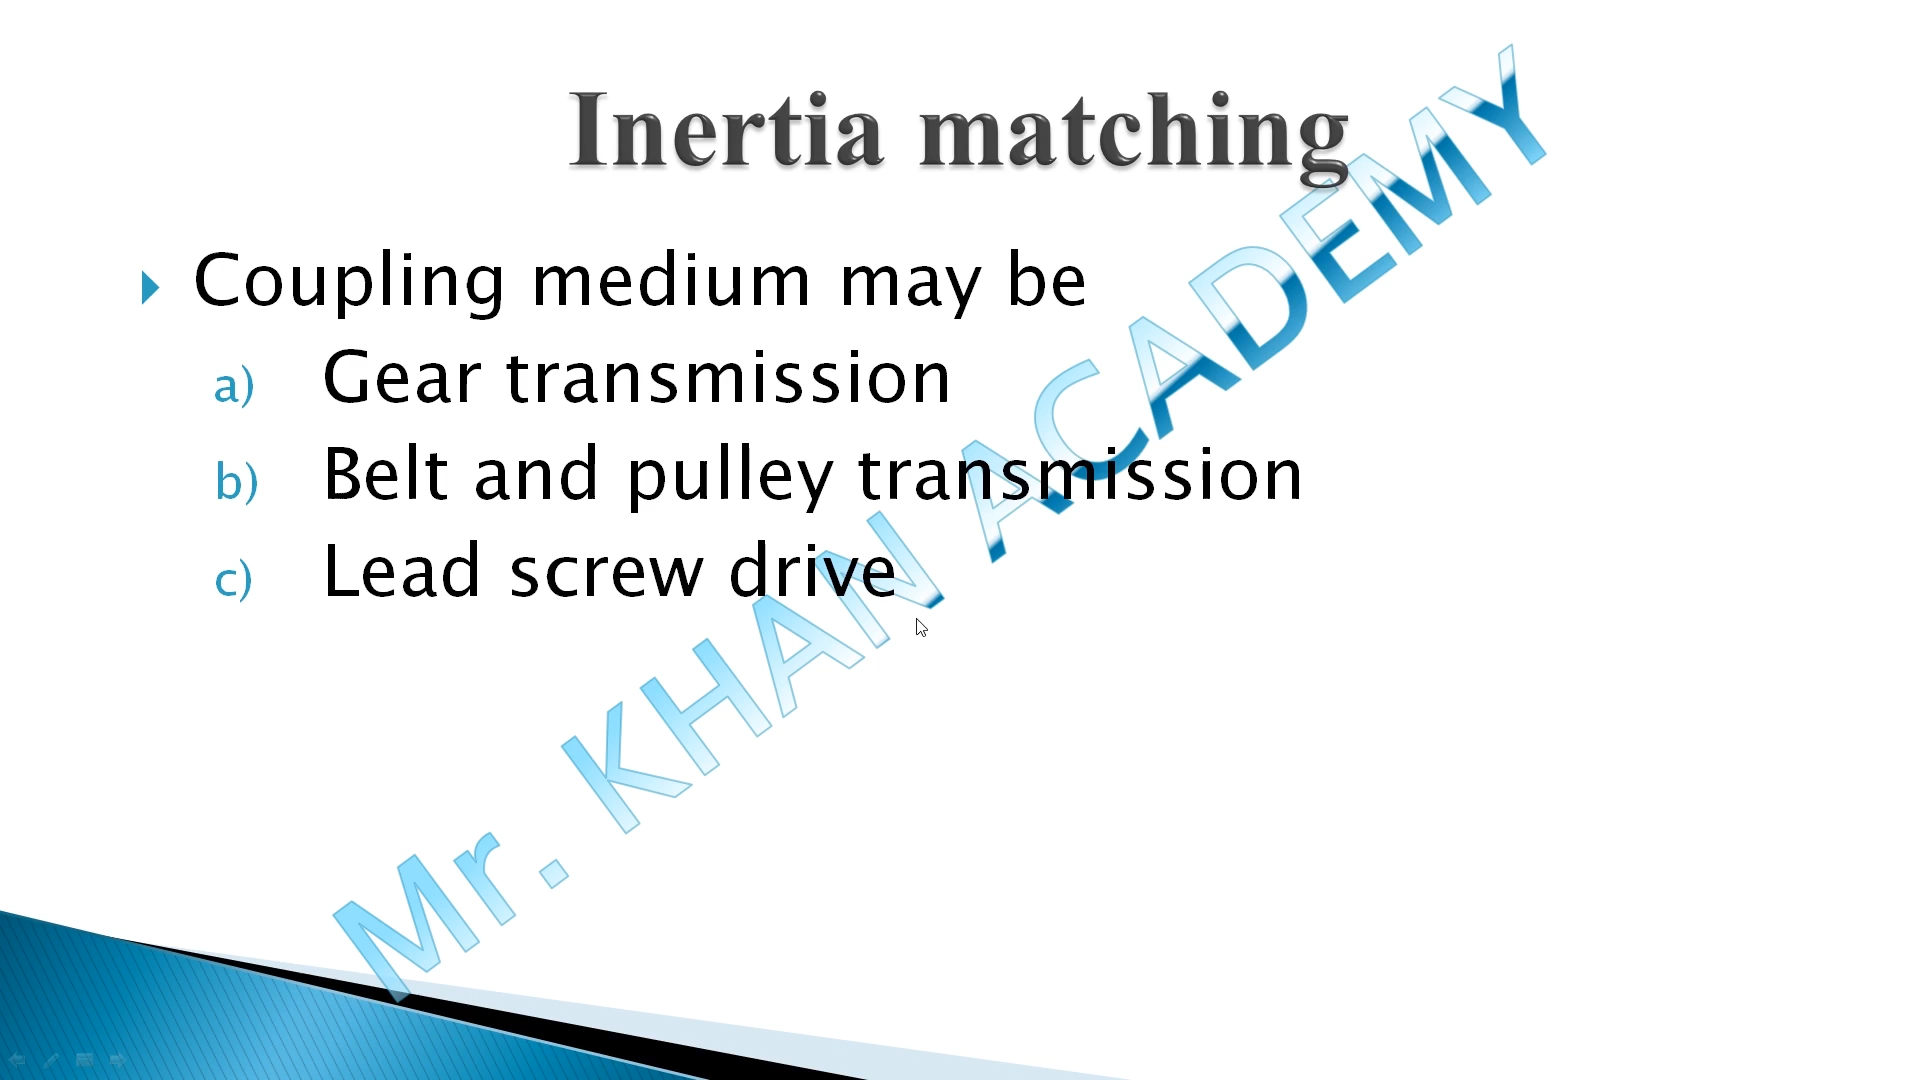 Inertia matching
Coupling medium may be
a) Gear transmission
b) Belt and pulley transmission
c) Lead screw drive
Mr. KHAN ACADEMY